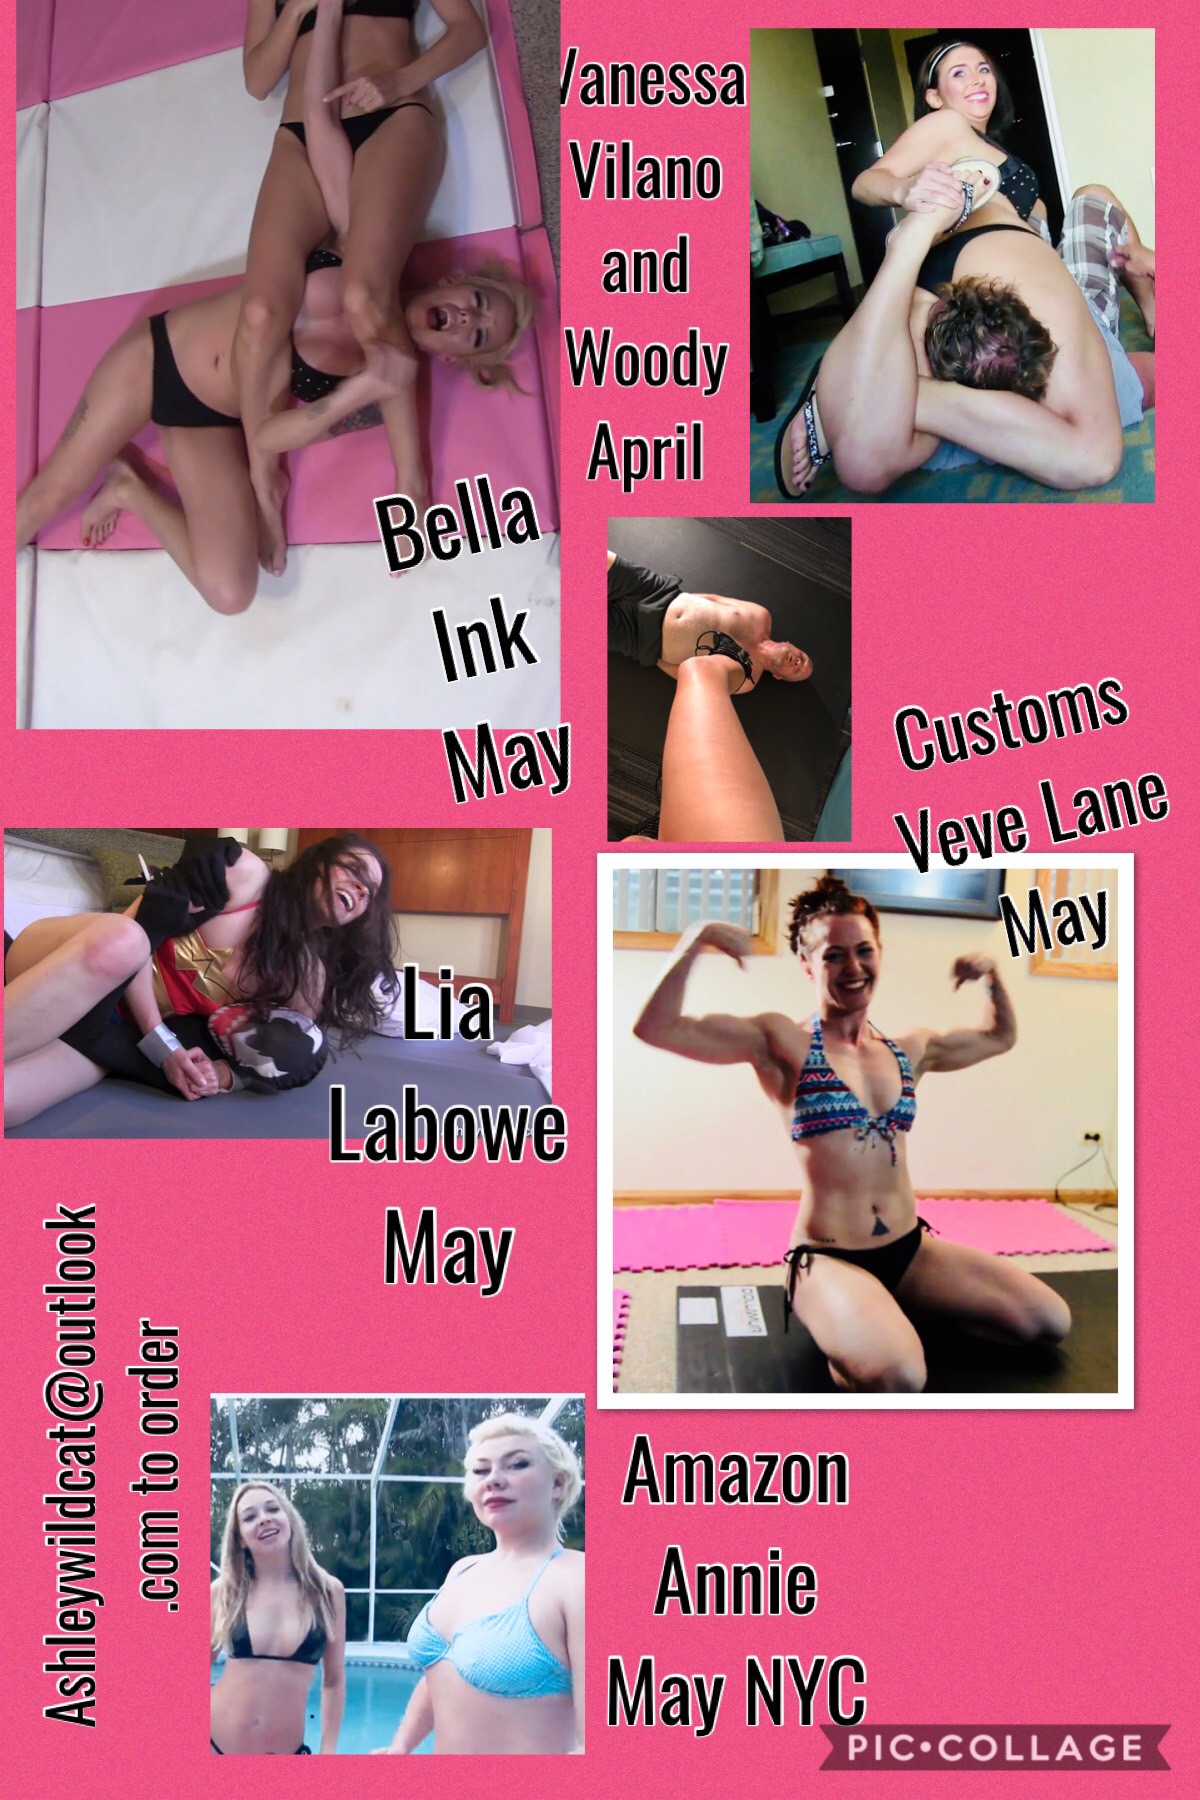 Vanessa
Vilano
and
Woody
April
Bella
Ink
May
Customs
Veve Lane
May
Lia
Labowe
May
Ashleywildcat@outlook
.com to order
DOLLAMUR
Amazon
Annie
May NYC
PIC•COLLAGE